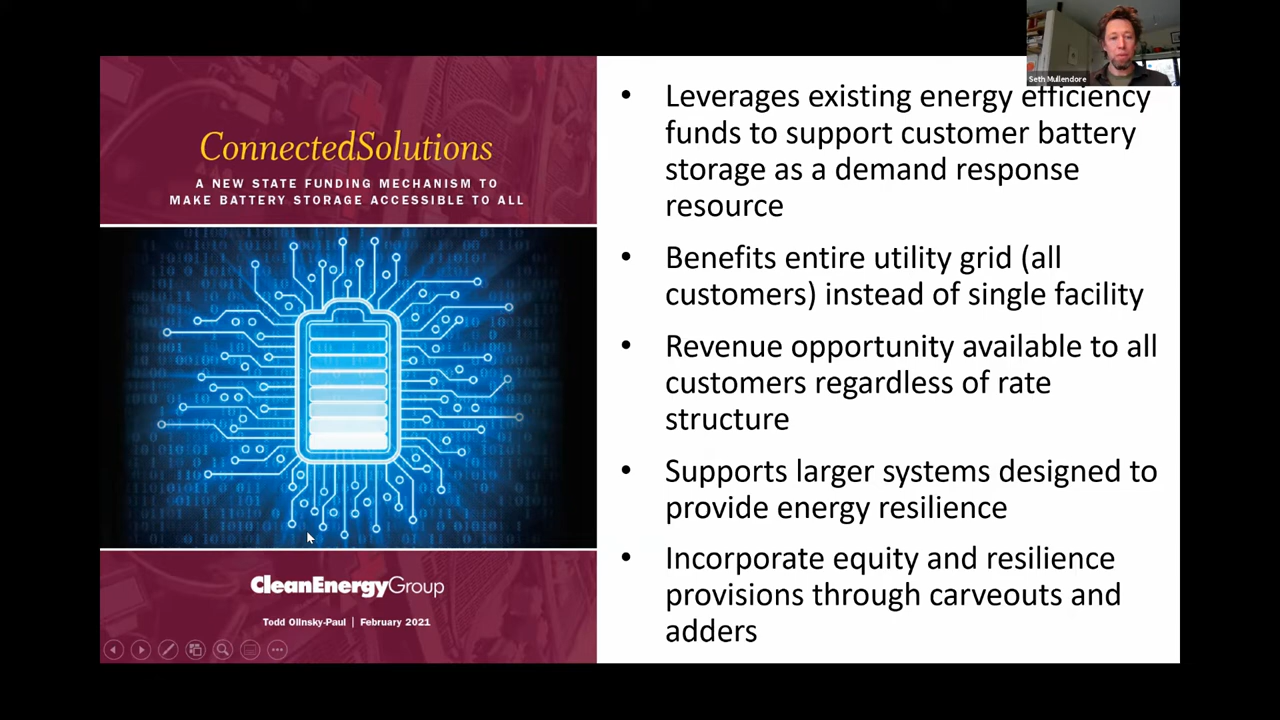 Seth Mullendore
ConnectedSolutions
A NEW STATE FUNDING MECHANISM TO
MAKE BATTERY STORAGE ACCESSIBLE TO ALL
CleanEnergyGroup
Todd Olinsky-Paul | February 2021
• Leverages existing energy efficiency
funds to support customer battery
storage as a demand response
resource
• Benefits entire utility grid (all
customers) instead of single facility
• Revenue opportunity available to all
customers regardless of rate
structure
• Supports larger systems designed to
provide energy resilience
• Incorporate equity and resilience
provisions through carveouts and
adders